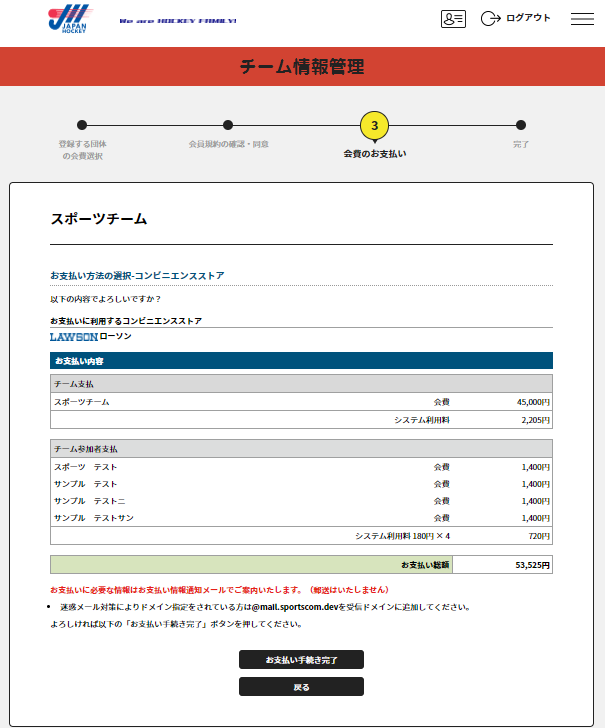 JAPAN
HOCKEY
We are HOCKEY FAMILY!
ログアウト
チーム情報管理
3
登録する団体
の会費選択
会員規約の確認・同意
会費のお支払い
完了
スポーツチーム
お支払い方法の選択-コンビニエンスストア
以下の内容でよろしいですか？
お支払いに利用するコンビニエンスストア
LAWSON ローソン
お支払い内容
チーム支払
スポーツチーム 会費 45,000円
システム利用料 2,205円
チーム参加者支払
スポーツ　テスト 会費 1,400円
サンプル　テスト 会費 1,400円
サンプル　テストニ 会費 1,400円
サンプル　テストサン 会費 1,400円
システム利用料 180円 × 4 720円
お支払い総額 53,525円
お支払いに必要な情報はお支払い情報通知メールでご案内いたします。（郵送はいたしません）
• 迷惑メール対策によりドメイン指定をされている方は@mail.sportscom.devを受信ドメインに追加してください。
よろしければ以下の「お支払い手続き完了」ボタンを押してください。
お支払い手続き完了
戻る